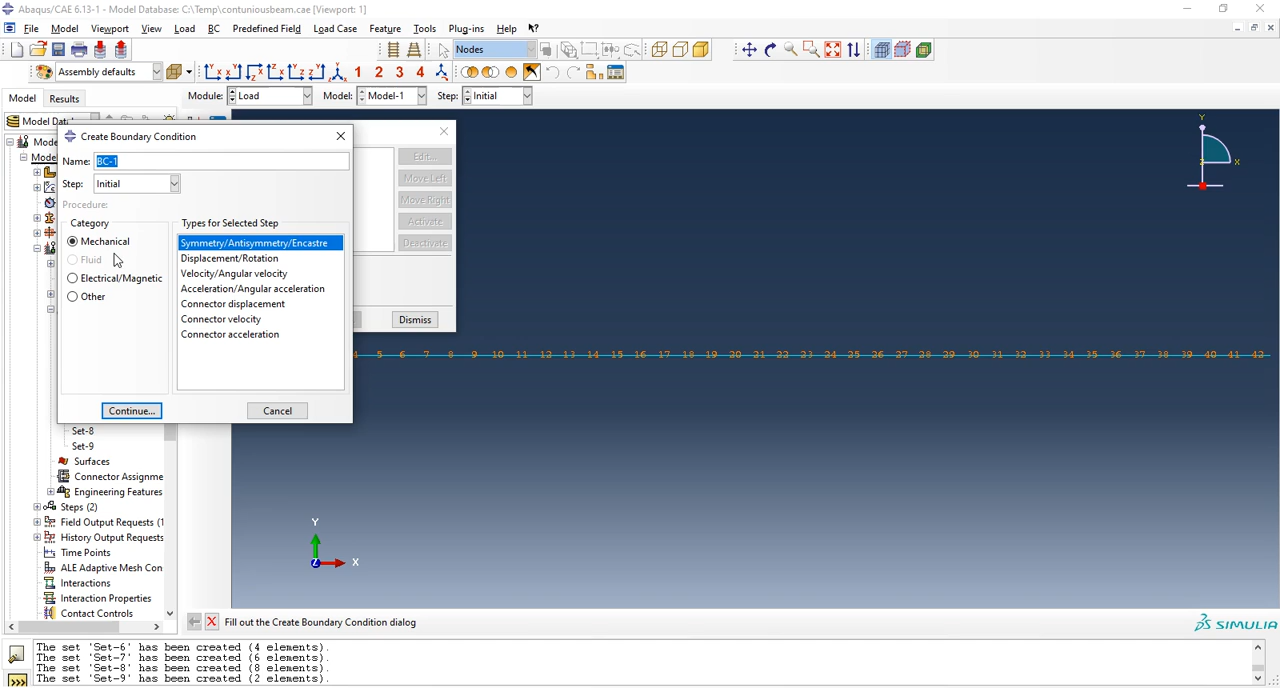 Abaqus/CAE 6.13-1 - Model Database: C:\Temp\contuniousbeam.cae [Viewport: 1]
File Model Viewport View Load BC Predefined Field Load Case Feature Tools Plug-ins Help
Nodes
Assembly defaults 1 2 3 4
Model Results Module: Load Model: Model-1 Step: Initial
Create Boundary Condition
Name: BC-1
Step: Initial
Procedure:
Category
Mechanical
Fluid
Electrical/Magnetic
Other
Types for Selected Step
Symmetry/Antisymmetry/Encastre
Displacement/Rotation
Velocity/Angular velocity
Acceleration/Angular acceleration
Connector displacement
Connector velocity
Connector acceleration
Continue... Cancel
Edit...
Move Left
Move Right
Activate
Deactivate
Dismiss
Y
X
Z
4 5 6 7 8 9 10 11 12 13 14 15 16 17 18 19 20 21 22 23 24 25 26 27 28 29 30 31 32 33 34 35 36 37 38 39 40 41 42
Set-8
Set-9
Surfaces
Connector Assignme
Engineering Features
Steps (2)
Field Output Requests (1
History Output Requests
Time Points
ALE Adaptive Mesh Con
Interactions
Interaction Properties
Contact Controls
Y
Z X
Fill out the Create Boundary Condition dialog
SIMULIA
The set 'Set-6' has been created (4 elements).
The set 'Set-7' has been created (6 elements).
The set 'Set-8' has been created (8 elements).
The set 'Set-9' has been created (2 elements).